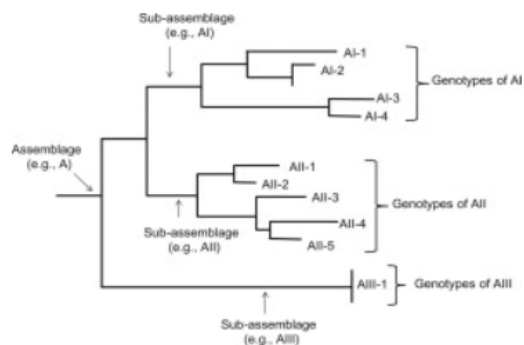 Sub-assemblage
(e.g., AI)
AI-1
AI-2
AI-3
AI-4
Genotypes of AI
Assemblage
(e.g., A)
AII-1
AII-2
AII-3
AII-4
AII-5
Genotypes of AII
Sub-assemblage
(e.g., AII)
AIII-1
Genotypes of AIII
Sub-assemblage
(e.g., AIII)